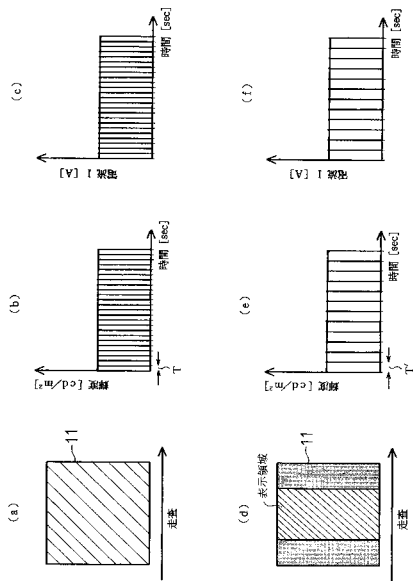 (a)
11
走査
(b)
輝度 [cd/m²]
T
時間 [sec]
(c)
電流 I [A]
時間 [sec]
(d)
表示領域
11
走査
(e)
輝度 [cd/m²]
T
時間 [sec]
(f)
電流 I [A]
時間 [sec]